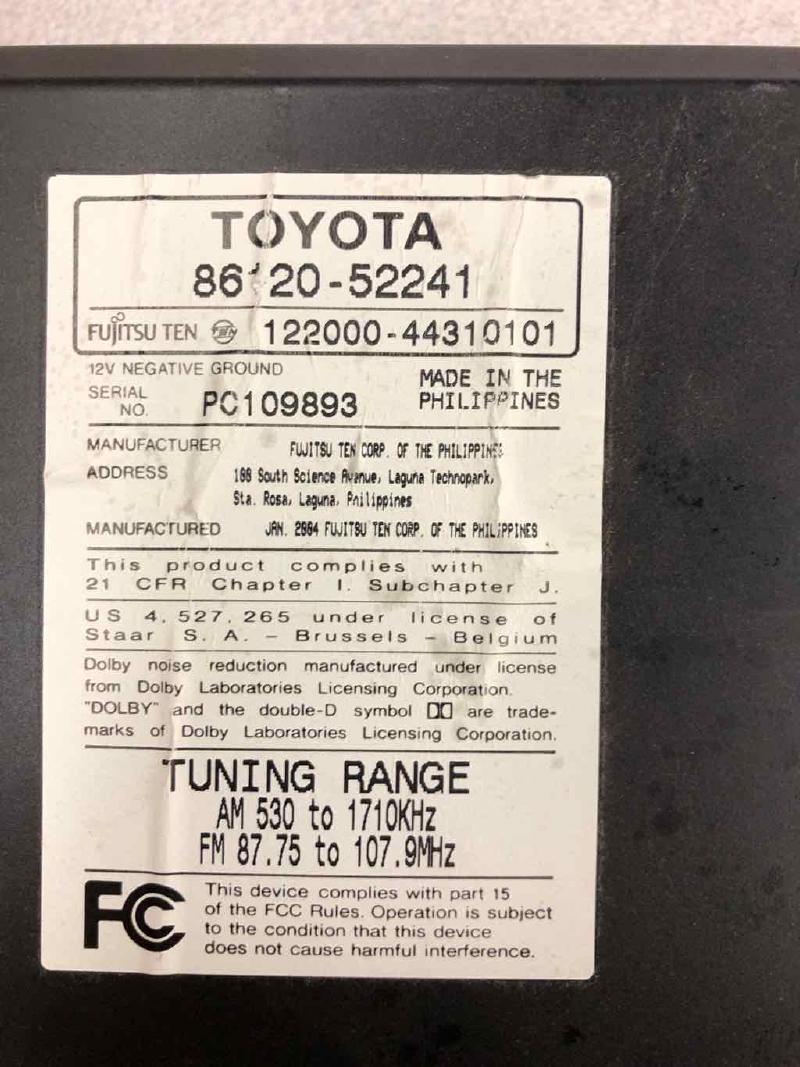 TOYOTA
86120-52241
FUJITSU TEN TEN 122000-44310101
12V NEGATIVE GROUND
SERIAL NO. PC109893
MADE IN THE PHILIPPINES
MANUFACTURER FUJITSU TEN CORP. OF THE PHILIPPINES
ADDRESS 188 South Science Avenue, Laguna Technopark,
Sta. Rosa, Laguna, Philippines
MANUFACTURED JAN. 2004 FUJITSU TEN CORP. OF THE PHILIPPINES
This product complies with
21 CFR Chapter I. Subchapter J.
US 4,527,265 under license of
Staar S. A. - Brussels - Belgium
Dolby noise reduction manufactured under license
from Dolby Laboratories Licensing Corporation.
"DOLBY" and the double-D symbol are trade-
marks of Dolby Laboratories Licensing Corporation.
TUNING RANGE
AM 530 to 1710KHz
FM 87.75 to 107.9MHz
FC This device complies with part 15
of the FCC Rules. Operation is subject
to the condition that this device
does not cause harmful interference.